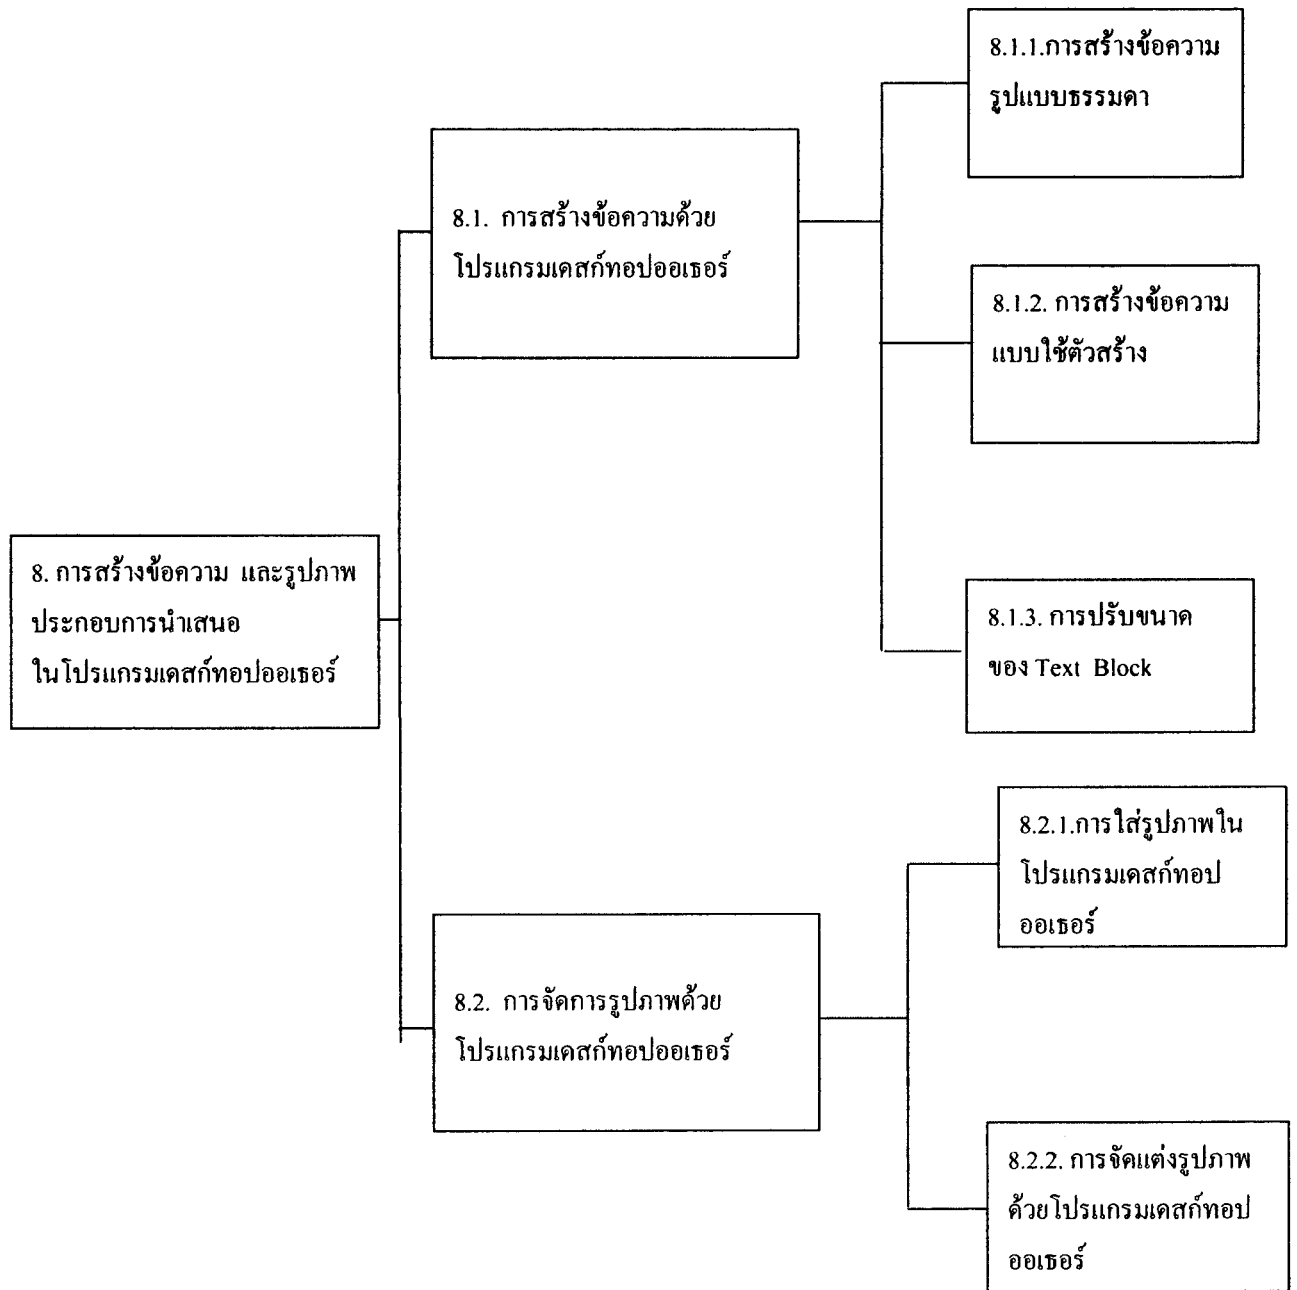 8. การสร้างข้อความ และรูปภาพ
ประกอบการนำเสนอ
ในโปรแกรมเดสก์ทอปออเธอร์
8.1. การสร้างข้อความด้วย
โปรแกรมเดสก์ทอปออเธอร์
8.1.1.การสร้างข้อความ
รูปแบบธรรมดา
8.1.2. การสร้างข้อความ
แบบใช้ตัวสร้าง
8.1.3. การปรับขนาด
ของ Text Block
8.2. การจัดการรูปภาพด้วย
โปรแกรมเดสก์ทอปออเธอร์
8.2.1.การใส่รูปภาพใน
โปรแกรมเดสก์ทอป
ออเธอร์
8.2.2. การจัดแต่งรูปภาพ
ด้วยโปรแกรมเดสก์ทอป
ออเธอร์